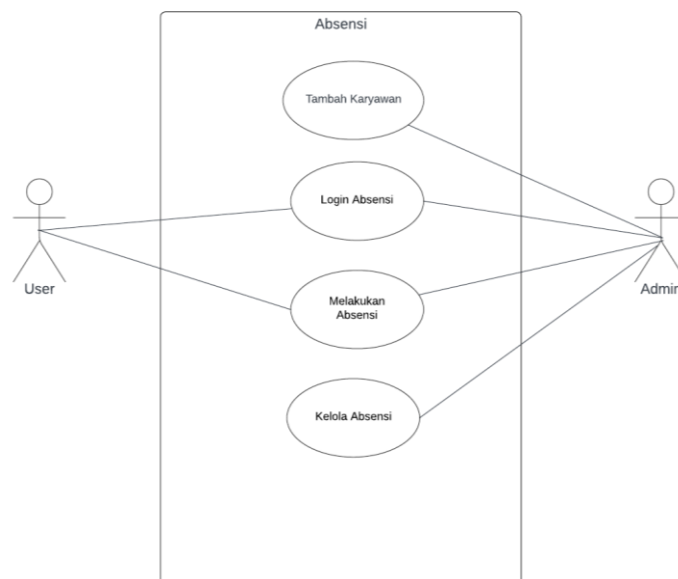 Absensi
Tambah Karyawan
Login Absensi
User
Admin
Melakukan
Absensi
Kelola Absensi